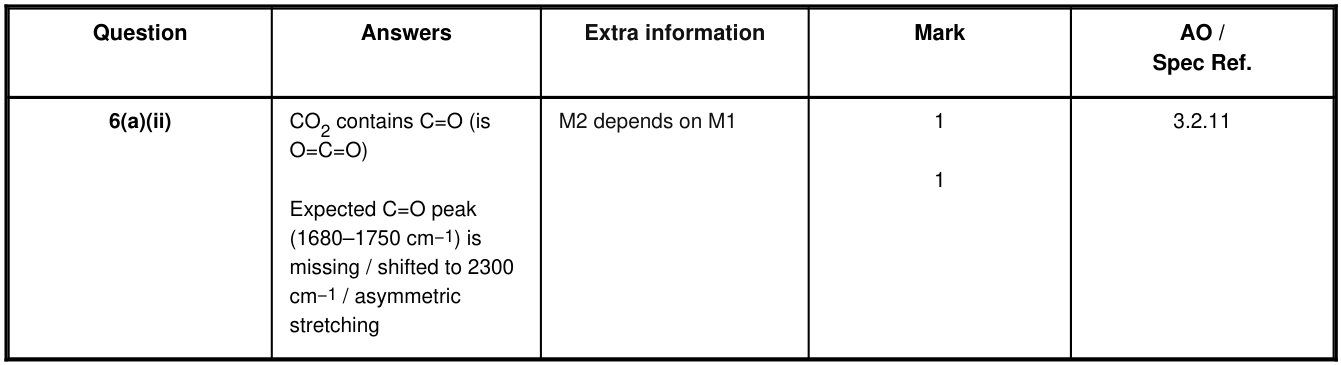 Question Answers Extra information Mark AO /
Spec Ref.
6(a)(ii) CO₂ contains C=O (is M2 depends on M1 1 3.2.11
O=C=O)
1
Expected C=O peak
(1680–1750 cm⁻¹) is
missing / shifted to 2300
cm⁻¹ / asymmetric
stretching